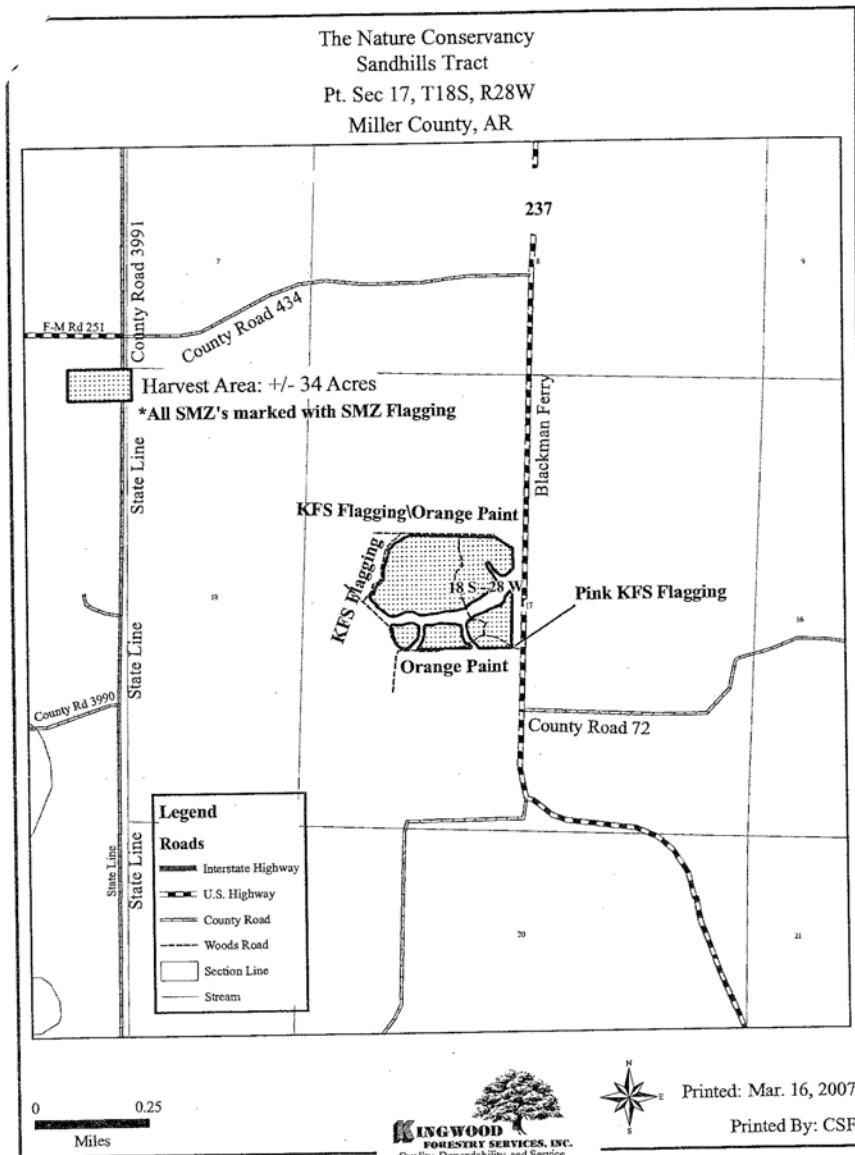 The Nature Conservancy
Sandhills Tract
Pt. Sec 17, T18S, R28W
Miller County, AR
237
County Road 3991
7
8
9
County Road 434
F-M Rd 251
Harvest Area: +/- 34 Acres
*All SMZ's marked with SMZ Flagging
Blackman Ferry
State Line
KFS Flagging\Orange Paint
KFS Flagging
18 S - 28 W
18
17
Pink KFS Flagging
16
Orange Paint
State Line
County Rd 3990
County Road 72
Legend
Roads
Interstate Highway
U.S. Highway
County Road
Woods Road
Section Line
Stream
State Line
State Line
20
21
0 0.25
Miles
KINGWOOD
FORESTRY SERVICES, INC.
Quality, Dependability, and Service
N
E
S
Printed: Mar. 16, 2007
Printed By: CSF